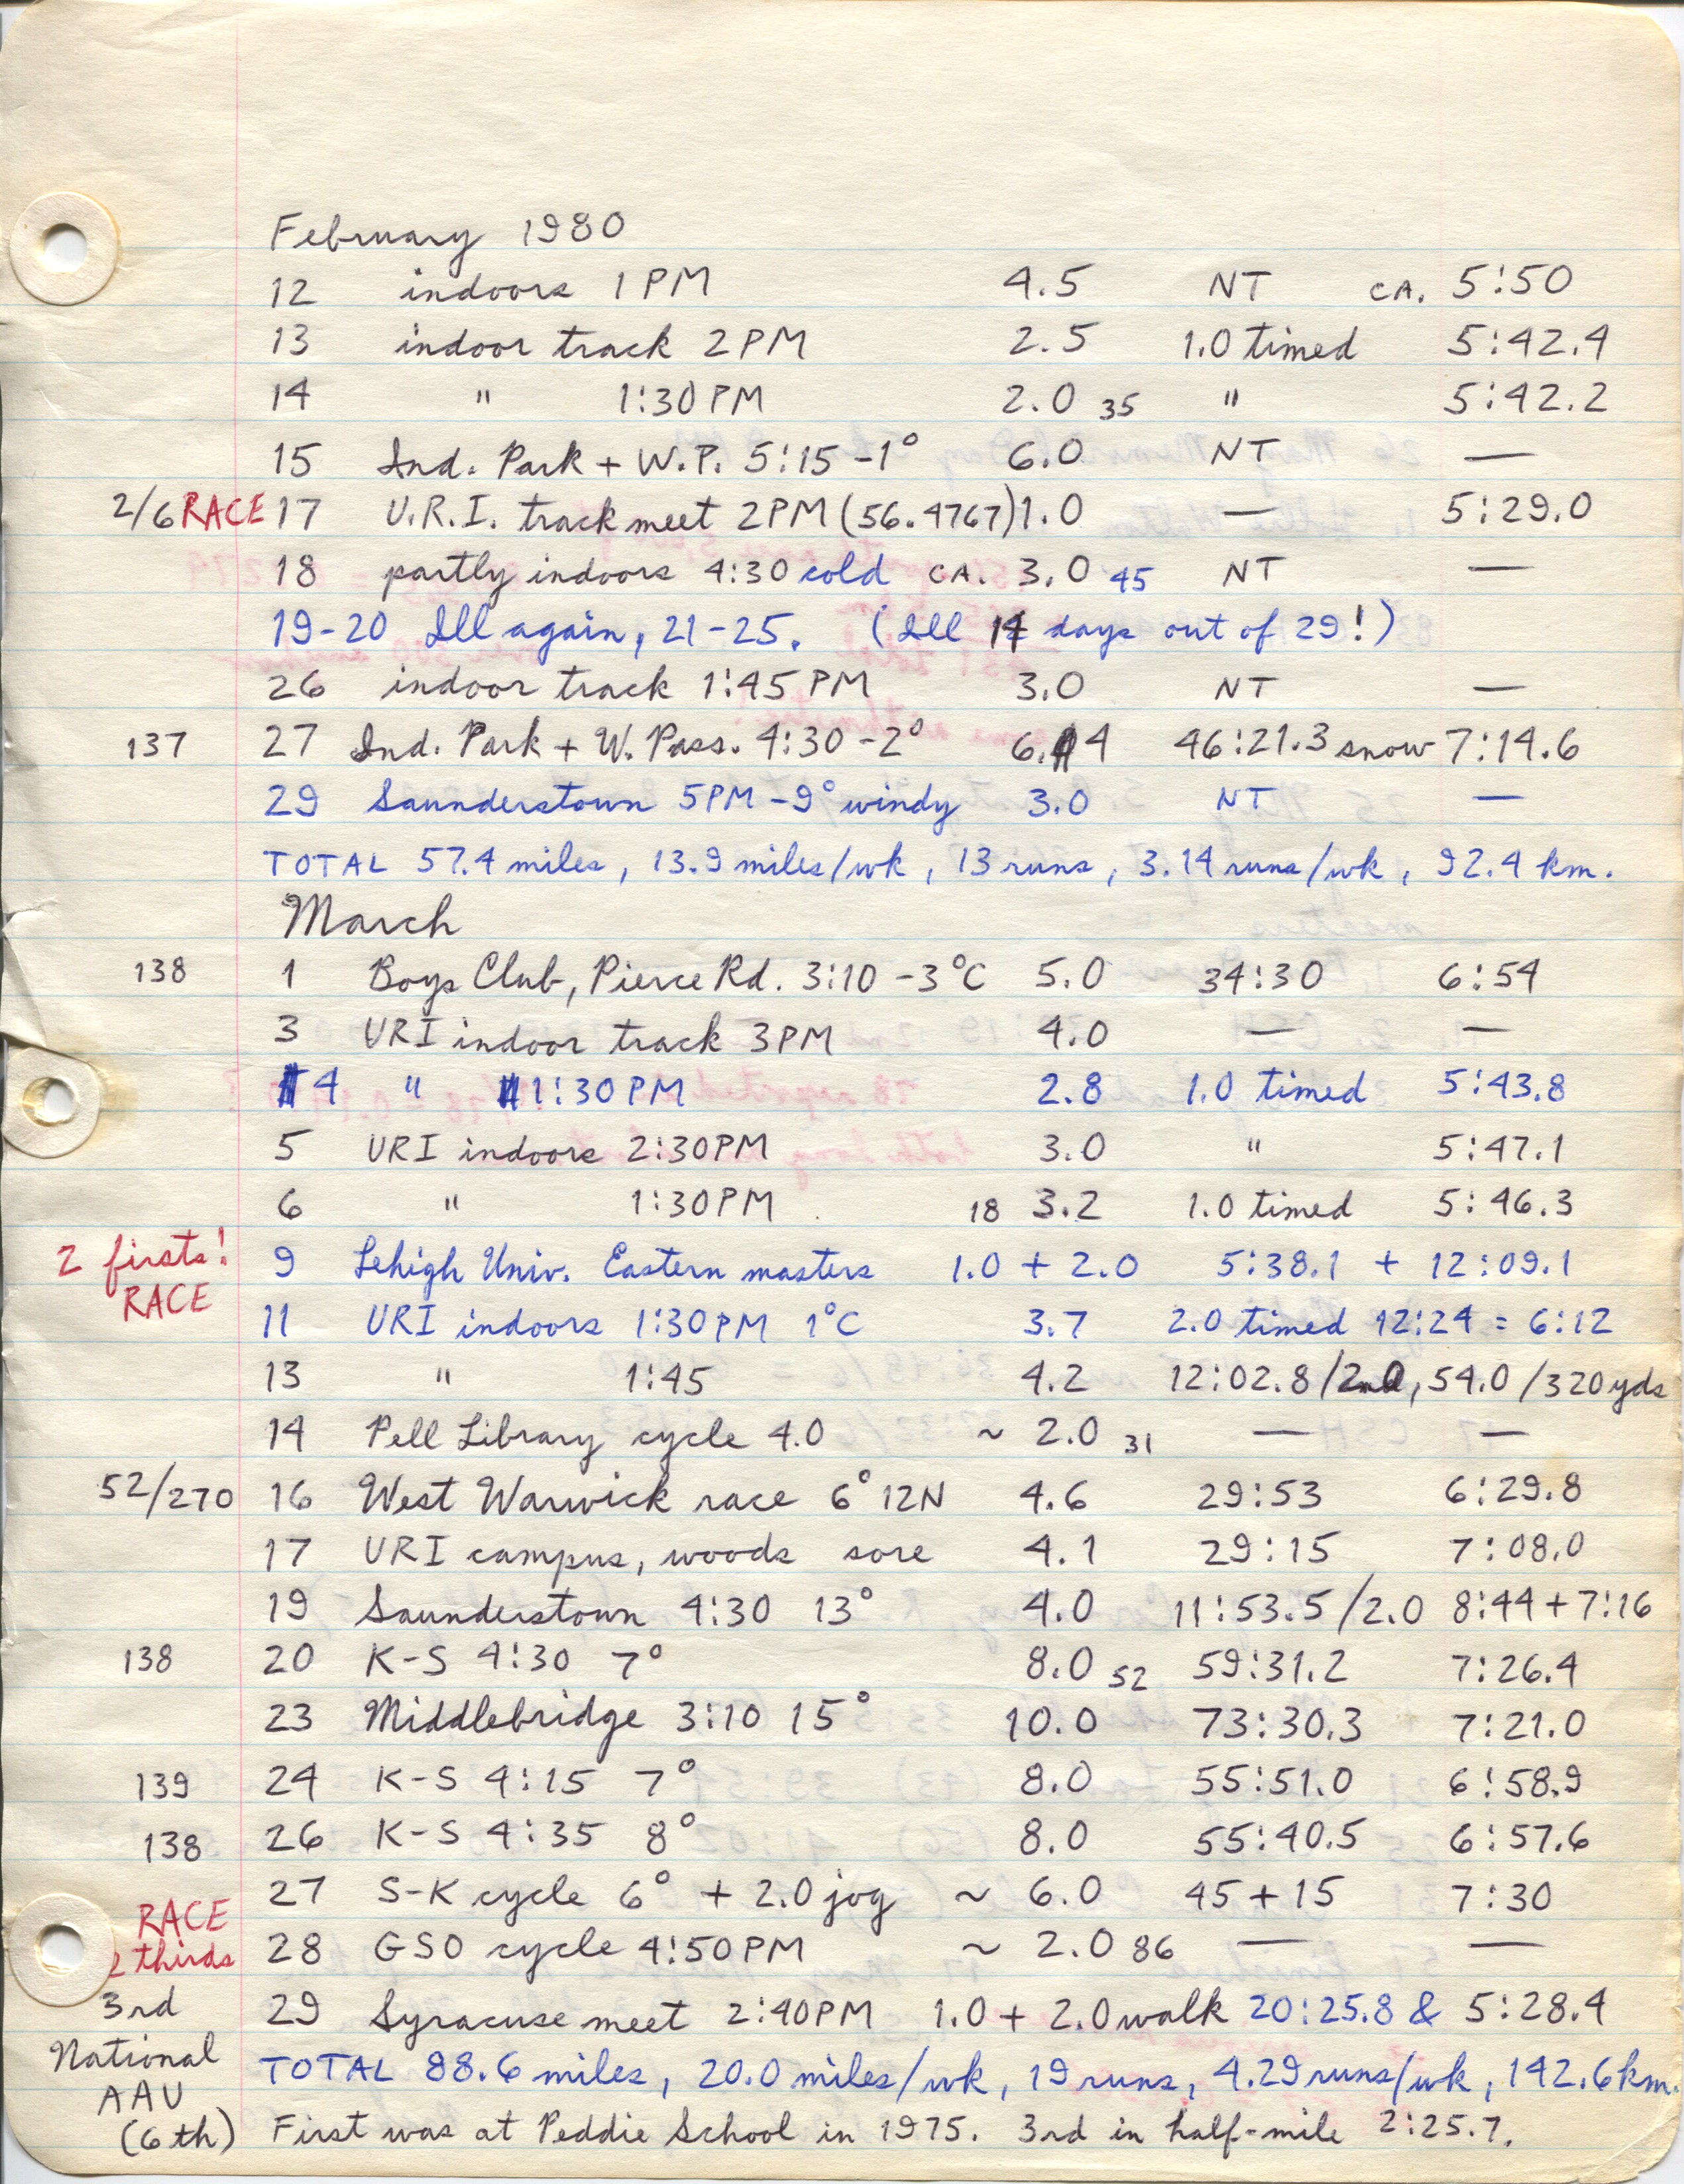 February 1980
12 indoors 1 PM 4.5 NT CA. 5:50
13 indoor track 2PM 2.5 1.0 timed 5:42.4
14 " 1:30 PM 2.0 35 " 5:42.2
15 Ind. Park + W.P. 5:15 -1° 6.0 NT —
2/6 RACE 17 U.R.I. track meet 2PM (56.4767) 1.0 — 5:29.0
18 partly indoors 4:30 cold CA. 3.0 45 NT —
19-20 Ill again, 21-25. (Ill 14 days out of 29!)
26 indoor track 1:45 PM 3.0 NT —
137 27 Ind. Park + W. Pass. 4:30 -2° 6.4 46:21.3 snow 7:14.6
29 Saunderstown 5PM -9° windy 3.0 NT —
TOTAL 57.4 miles, 13.9 miles/wk, 13 runs, 3.14 runs/wk, 92.4 km.
March
138 1 Boys Club, Pierce Rd. 3:10 -3°C 5.0 34:30 6:54
3 URI indoor track 3PM 4.0 — —
4 " 1:30 PM 2.8 1.0 timed 5:43.8
5 URI indoors 2:30PM 3.0 " 5:47.1
6 " 1:30PM 18 3.2 1.0 timed 5:46.3
2 firsts! 9 Lehigh Univ. Eastern masters 1.0 + 2.0 5:38.1 + 12:09.1
RACE
11 URI indoors 1:30PM 1°C 3.7 2.0 timed 12:24 = 6:12
13 " 1:45 4.2 12:02.8/2.0, 54.0/320 yds
14 Pell Library cycle 4.0 ~ 2.0 31 — —
52/270 16 West Warwick race 6° 12N 4.6 29:53 6:29.8
17 URI campus, woods sore 4.1 29:15 7:08.0
19 Saunderstown 4:30 13° 4.0 11:53.5/2.0 8:44+7:16
138 20 K-S 4:30 7° 8.0 52 59:31.2 7:26.4
23 Middlebridge 3:10 15° 10.0 73:30.3 7:21.0
139 24 K-S 4:15 7° 8.0 55:51.0 6:58.9
138 26 K-S 4:35 8° 8.0 55:40.5 6:57.6
27 S-K cycle 6° + 2.0 jog ~ 6.0 45+15 7:30
RACE
2 thirds 28 GSO cycle 4:50PM ~ 2.0 86 — —
3rd 29 Syracuse meet 2:40PM 1.0 + 2.0 walk 20:25.8 & 5:28.4
National TOTAL 88.6 miles, 20.0 miles/wk, 19 runs, 4.29 runs/wk, 142.6 km.
AAU
(6th) First was at Peddie School in 1975. 3rd in half-mile 2:25.7.